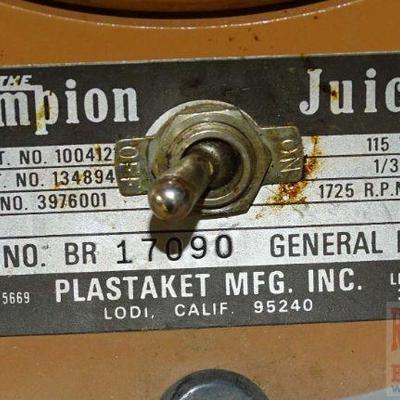 THE
mpion Juic
T. NO. 100412 OFF ON 115
T. NO. 134894 1/3
NO. 3976001 1725 R.P.M
NO. BR 17090 GENERAL
5669 PLASTAKET MFG. INC.
LODI, CALIF. 95240